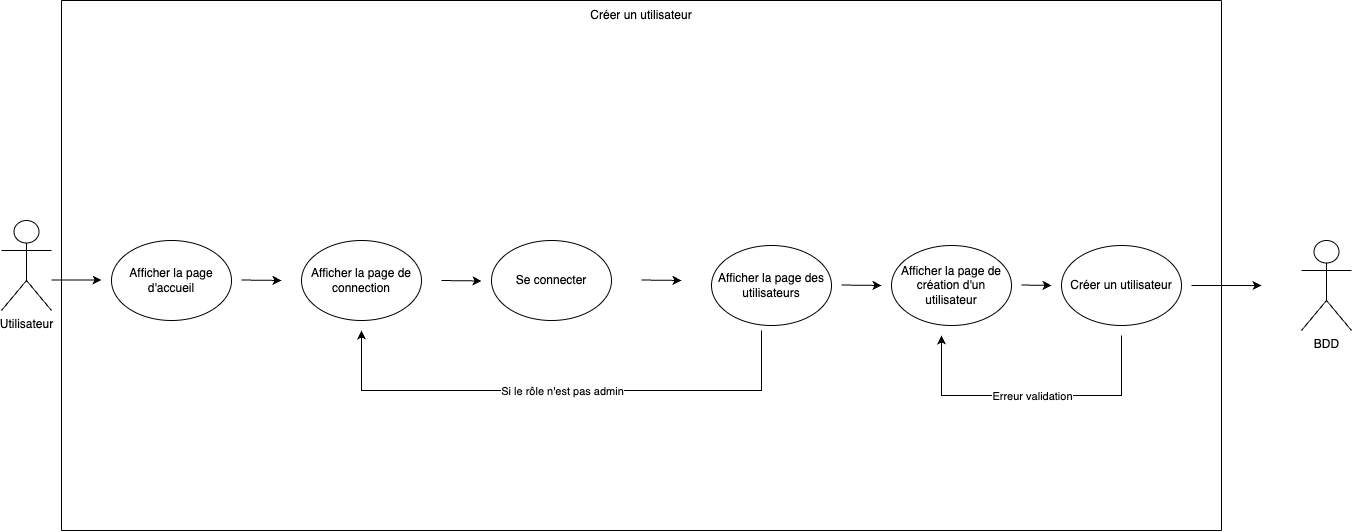 Créer un utilisateur
Utilisateur
Afficher la page
d'accueil
Afficher la page de
connection
Se connecter
Afficher la page des
utilisateurs
Afficher la page de
création d'un
utilisateur
Créer un utilisateur
BDD
Si le rôle n'est pas admin
Erreur validation